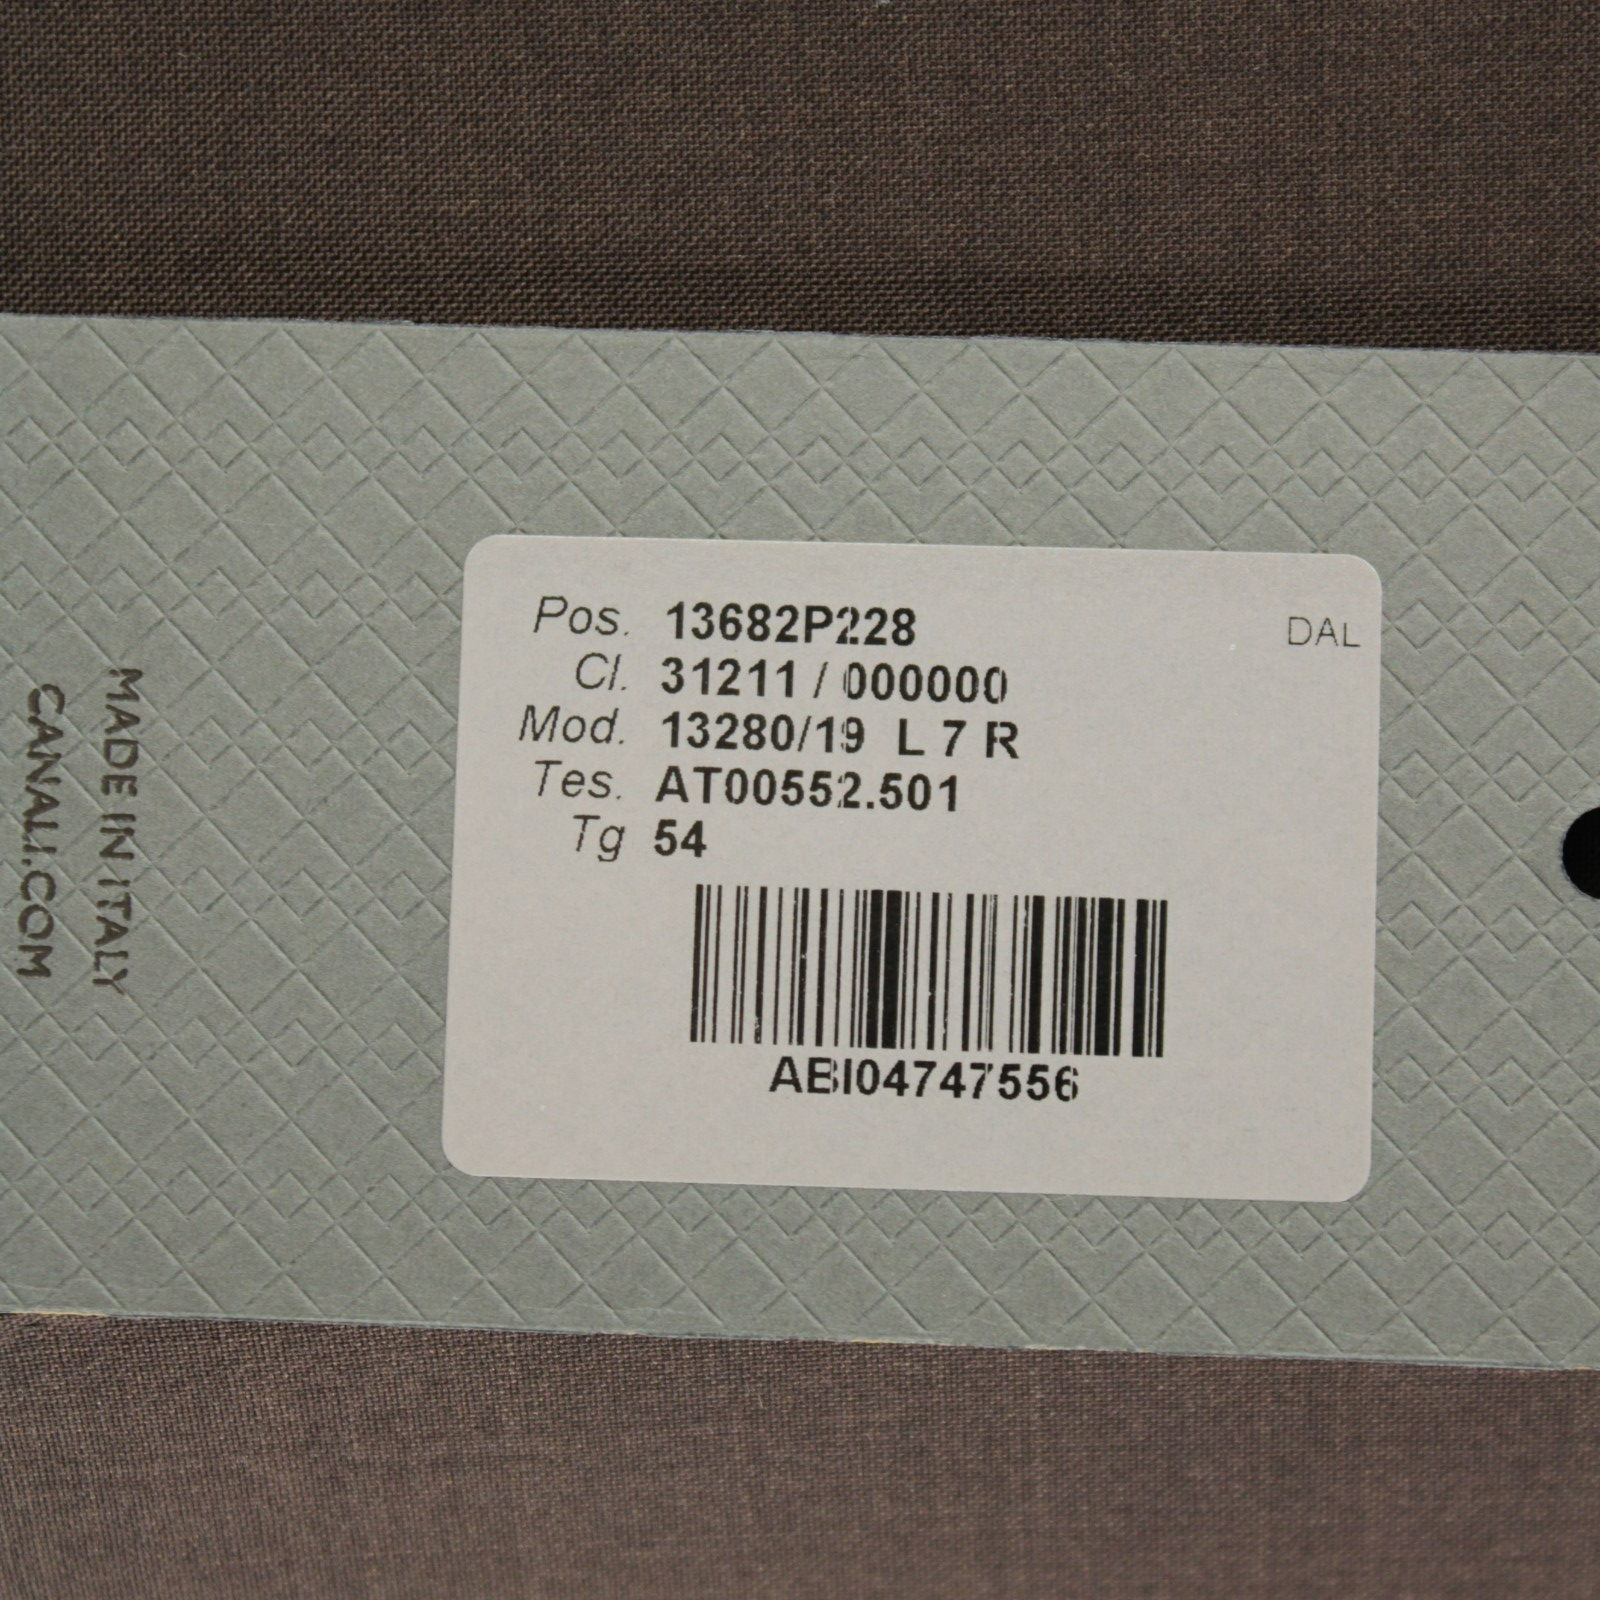 Pos. 13682P228
DAL
Cl. 31211 / 000000
Mod. 13280/19 L 7 R
Tes. AT00552.501
Tg 54
ABI04747556
MADE IN ITALY
CANALI.COM